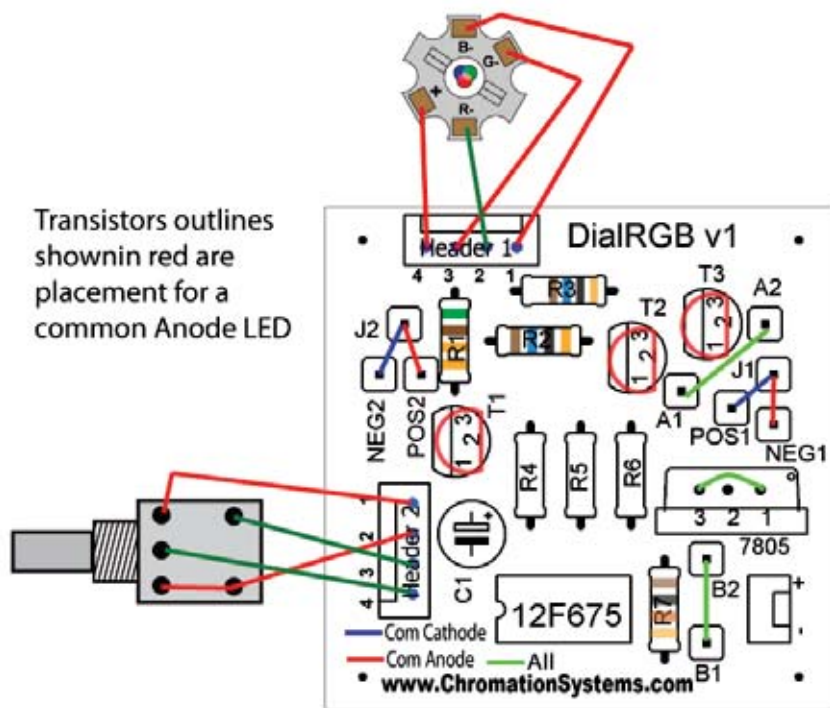 B-
G-
+
R-
Transistors outlines
shownin red are
placement for a
common Anode LED
DialRGB v1
Header 1
4 3 2 1
R3
T3
A2
J2
R1
R2
T2
3
2
1
3
2
1
J1
A1
POS1
NEG1
NEG2
POS2
T1
3
2
1
R4
R5
R6
3 2 1
7805
1
2
3
4
Header 2
+
C1
12F675
R7
B2
B1
+
-
Com Cathode
Com Anode
All
www.ChromationSystems.com